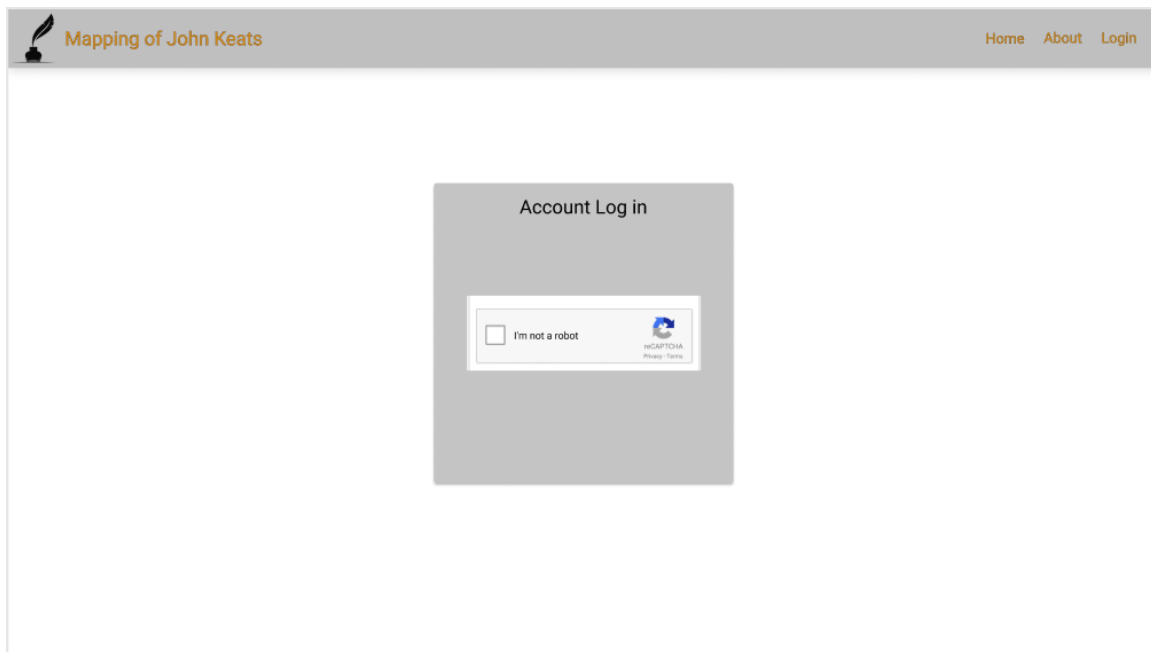 Mapping of John Keats
Home About Login
Account Log in
I'm not a robot
reCAPTCHA
Privacy - Terms